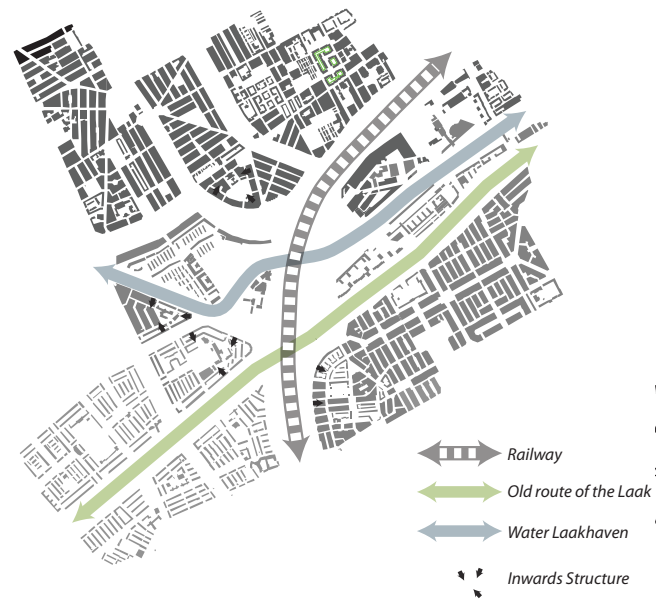 Railway
Old route of the Laak
Water Laakhaven
Inwards Structure